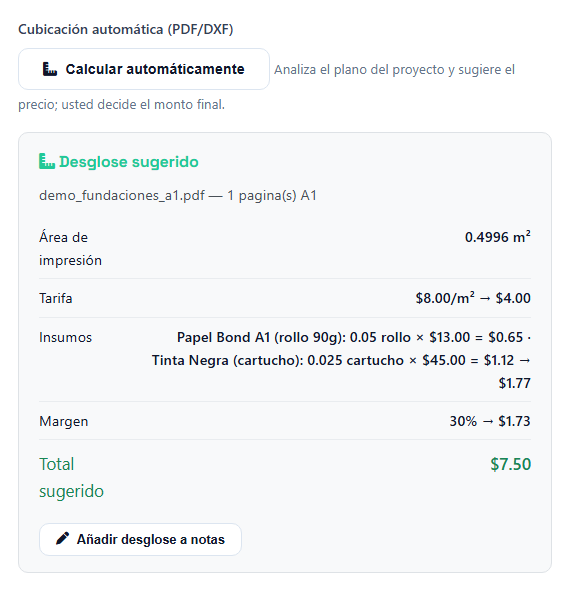 Cubicación automática (PDF/DXF)
Calcular automáticamente Analiza el plano del proyecto y sugiere el
precio; usted decide el monto final.
Desglose sugerido
demo_fundaciones_a1.pdf — 1 pagina(s) A1
Área de
impresión
0.4996 m²
Tarifa $8.00/m² → $4.00
Insumos Papel Bond A1 (rollo 90g): 0.05 rollo × $13.00 = $0.65 ·
Tinta Negra (cartucho): 0.025 cartucho × $45.00 = $1.12 →
$1.77
Margen 30% → $1.73
Total
sugerido
$7.50
Añadir desglose a notas